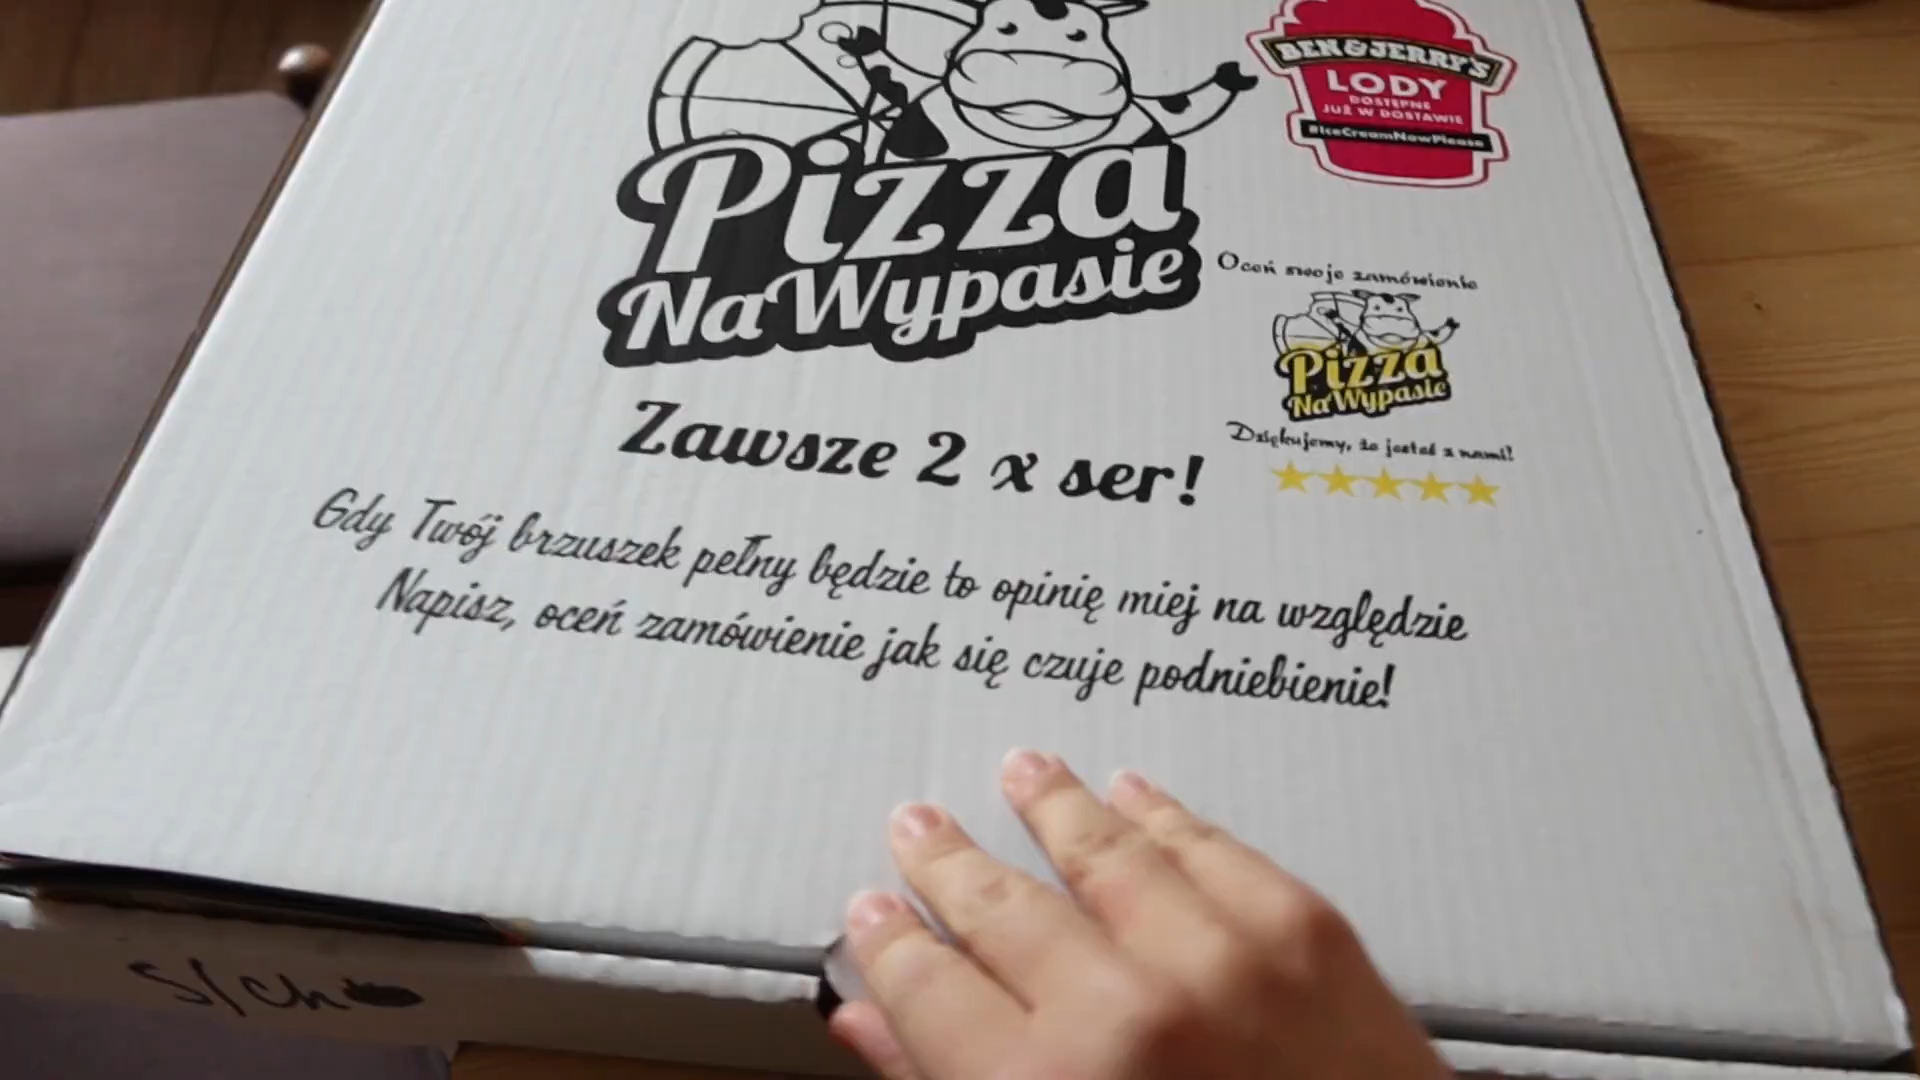 Pizza
Na Wypasie
BEN & JERRY'S
LODY
DOSTĘPNE
JUŻ W DOSTAWIE
#IceCreamNowPlease
Oceń swoje zamówienie
Pizza
Na Wypasie
Dziękujemy, że jesteś z nami!
Zawsze 2 x ser!
Gdy Twój brzuszek pełny będzie to opinię miej na względzie
Napisz, oceń zamówienie jak się czuje podniebienie!